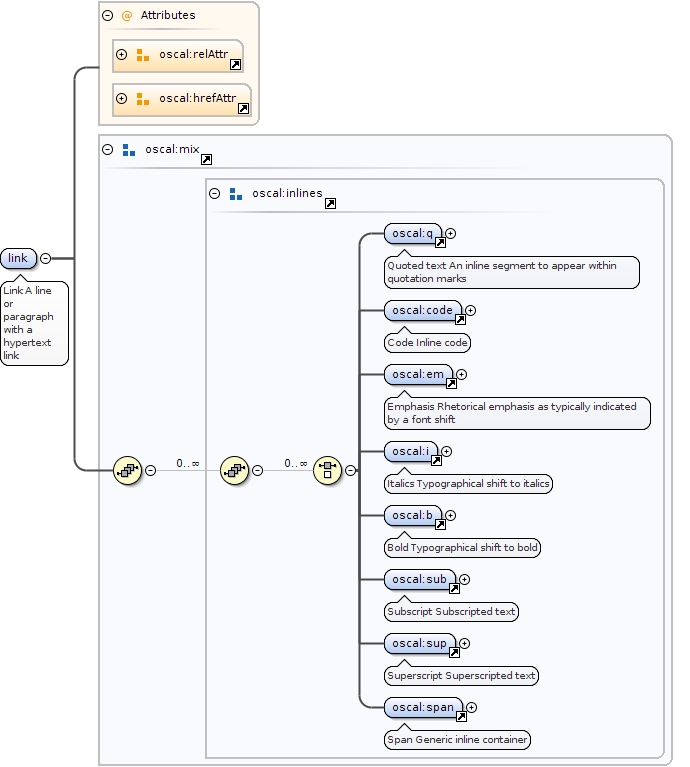 Attributes
oscal:relAttr
oscal:hrefAttr
oscal:mix
oscal:inlines
link
Link A line
or
paragraph
with a
hypertext
link
0..∞
0..∞
oscal:q
Quoted text An inline segment to appear within
quotation marks
oscal:code
Code Inline code
oscal:em
Emphasis Rhetorical emphasis as typically indicated
by a font shift
oscal:i
Italics Typographical shift to italics
oscal:b
Bold Typographical shift to bold
oscal:sub
Subscript Subscripted text
oscal:sup
Superscript Superscripted text
oscal:span
Span Generic inline container